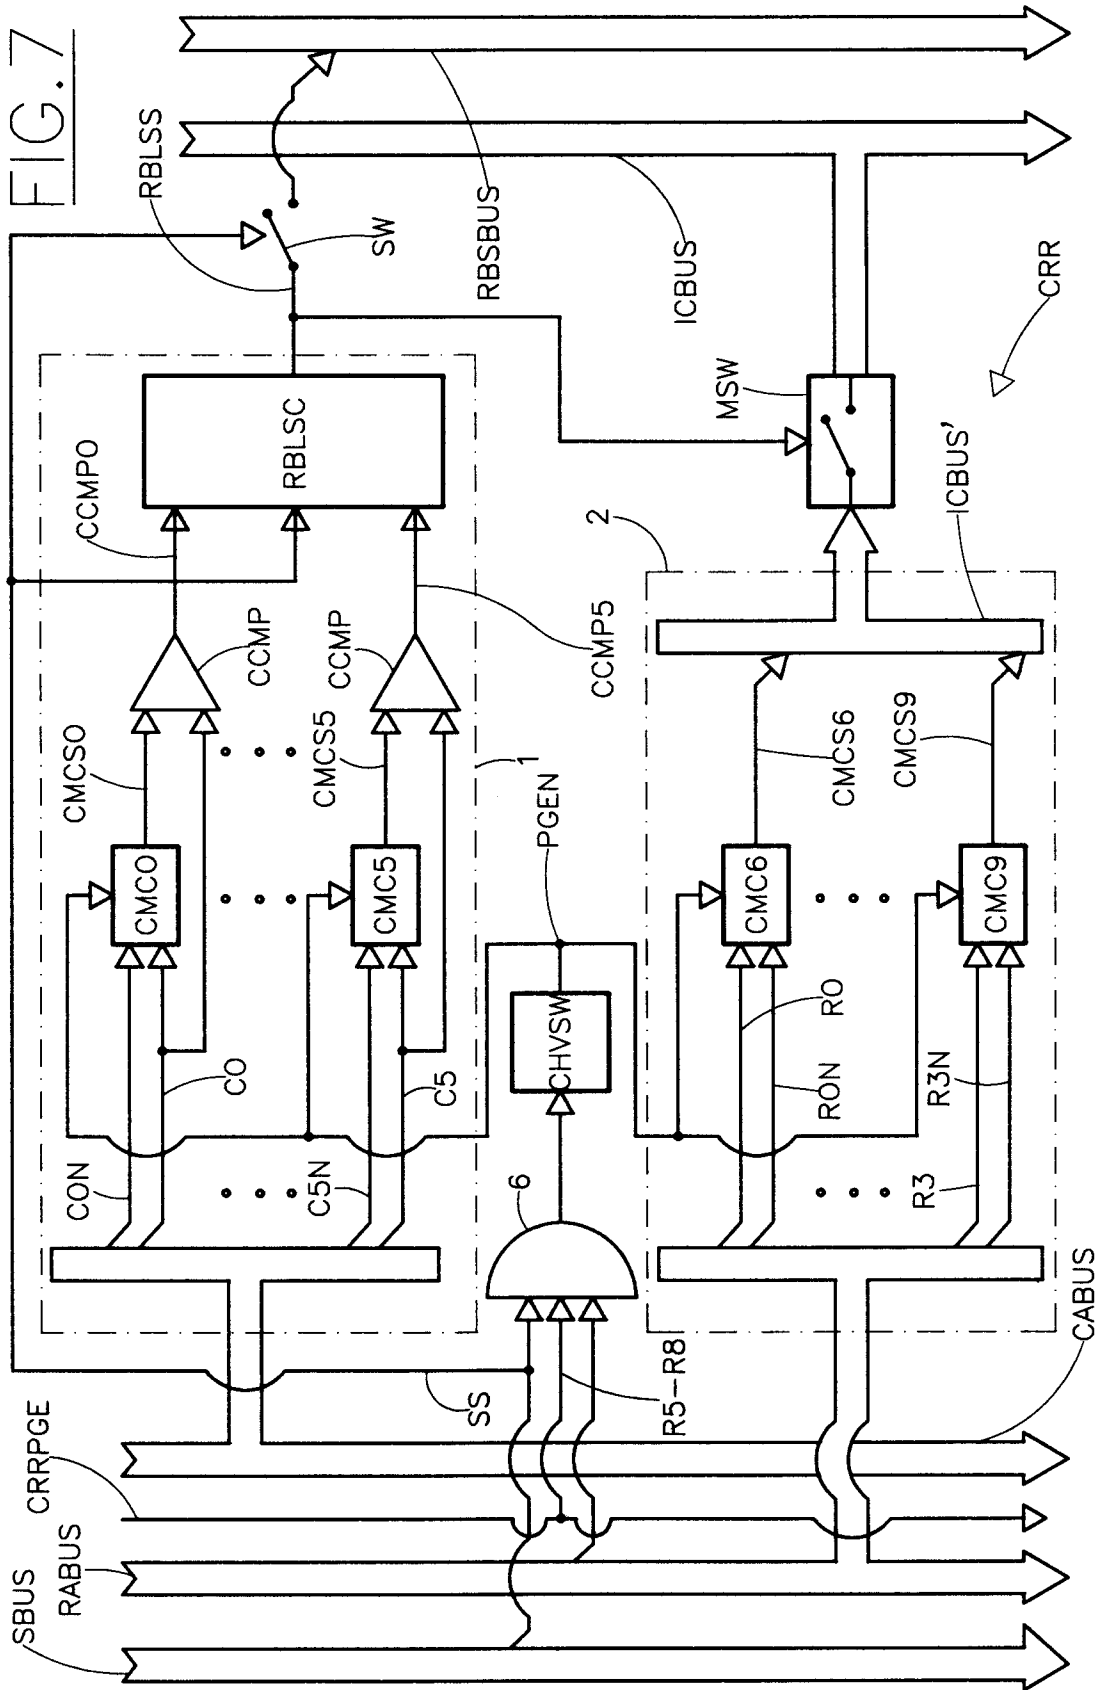 FIG.7
RBLSS
SW
RBSBUS
ICBUS
CRR
MSW
RBLSC
CCMP0
CCMP
CCMP
CCMP5
2
ICBUS'
CMCS0
CMCS5
1
PGEN
CMCS6
CMCS9
CMC0
CMC5
CMC6
CMC9
CHVSW
C0N
C0
C5N
C5
6
R0
R0N
R3
R3N
SS
R5-R8
CABUS
CRRPGE
RABUS
SBUS